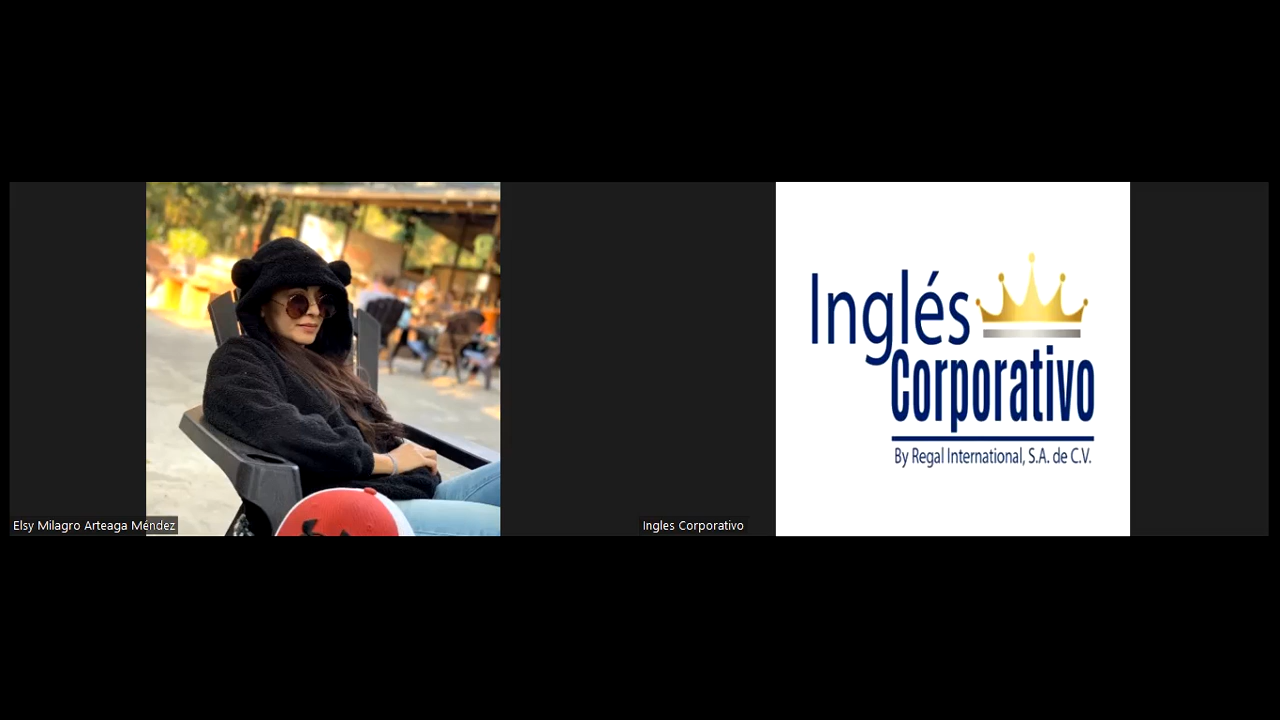 Inglés
Corporativo
By Regal International, S.A. de C.V.
Elsy Milagro Arteaga Méndez
Ingles Corporativo